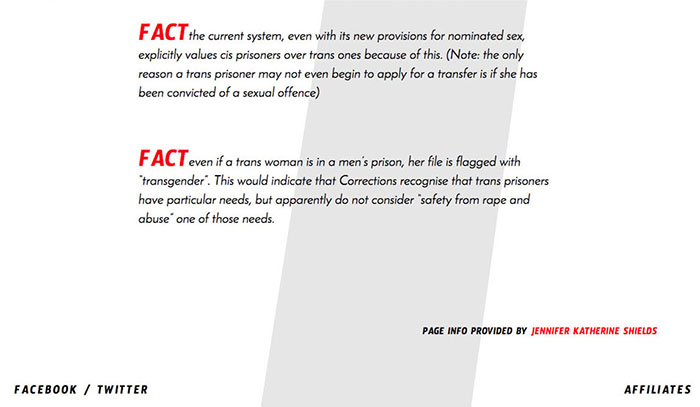 FACT the current system, even with its new provisions for nominated sex,
explicitly values cis prisoners over trans ones because of this. (Note: the only
reason a trans prisoner may not even begin to apply for a transfer is if she has
been convicted of a sexual offence)
FACT even if a trans woman is in a men's prison, her file is flagged with
"transgender". This would indicate that Corrections recognise that trans prisoners
have particular needs, but apparently do not consider "safety from rape and
abuse" one of those needs.
PAGE INFO PROVIDED BY JENNIFER KATHERINE SHIELDS
FACEBOOK / TWITTER
AFFILIATES